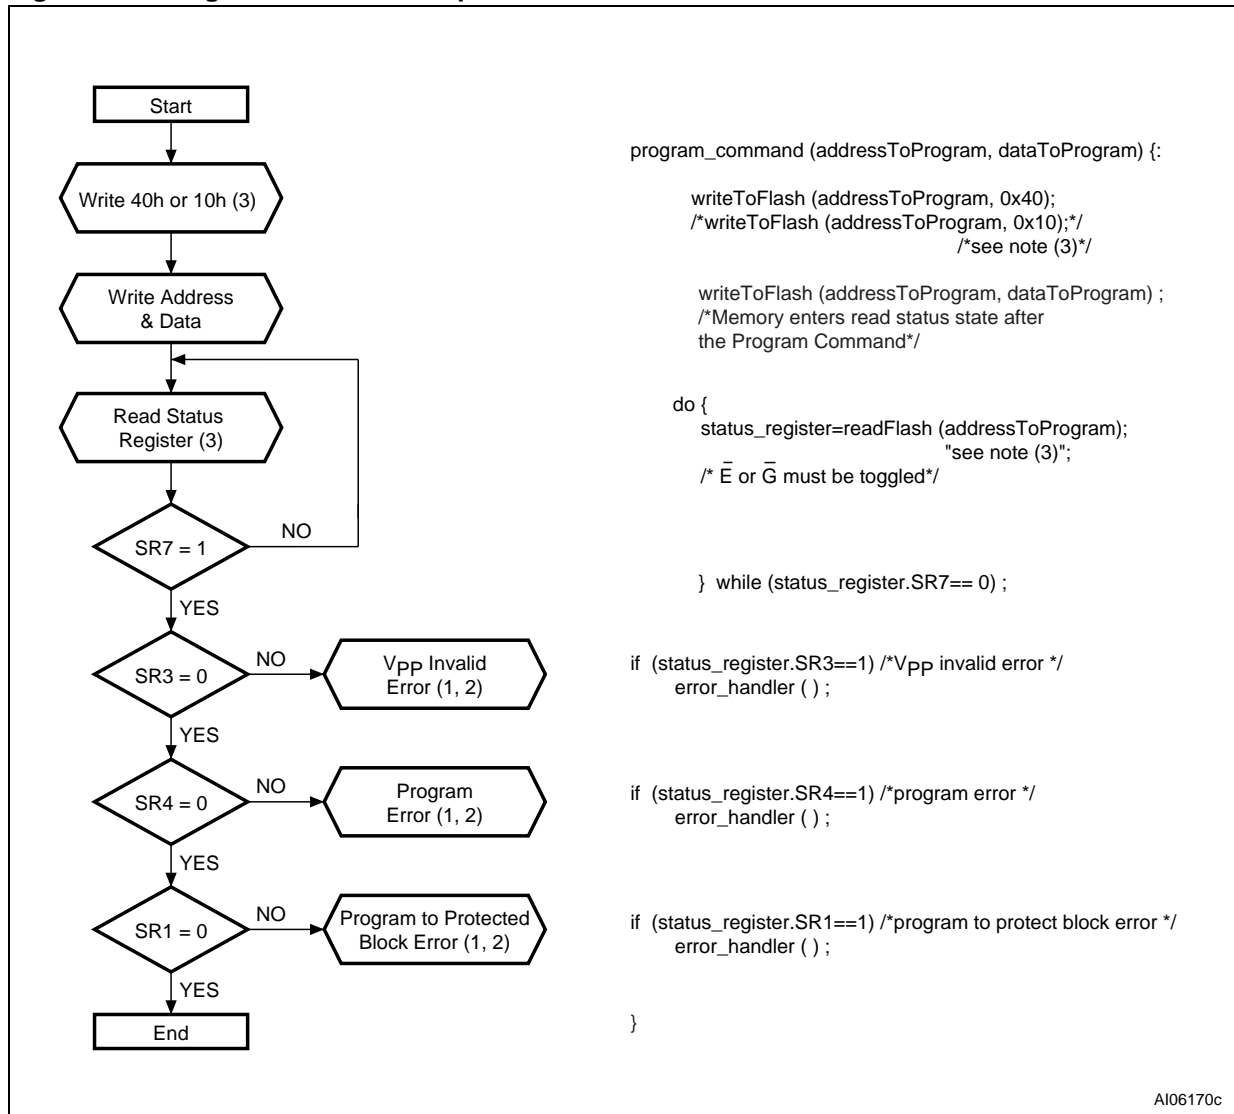 Start
Write 40h or 10h (3)
Write Address
& Data
Read Status
Register (3)
SR7 = 1
NO
YES
SR3 = 0
NO
VPP Invalid
Error (1, 2)
YES
SR4 = 0
NO
Program
Error (1, 2)
YES
SR1 = 0
NO
Program to Protected
Block Error (1, 2)
YES
End
program_command (addressToProgram, dataToProgram) {:
writeToFlash (addressToProgram, 0x40);
/*writeToFlash (addressToProgram, 0x10);*/
/*see note (3)*/
writeToFlash (addressToProgram, dataToProgram) ;
/*Memory enters read status state after
the Program Command*/
do {
status_register=readFlash (addressToProgram);
"see note (3)";
/* E̅ or G̅ must be toggled*/
} while (status_register.SR7== 0) ;
if (status_register.SR3==1) /*VPP invalid error */
error_handler ( ) ;
if (status_register.SR4==1) /*program error */
error_handler ( ) ;
if (status_register.SR1==1) /*program to protect block error */
error_handler ( ) ;
}
AI06170c